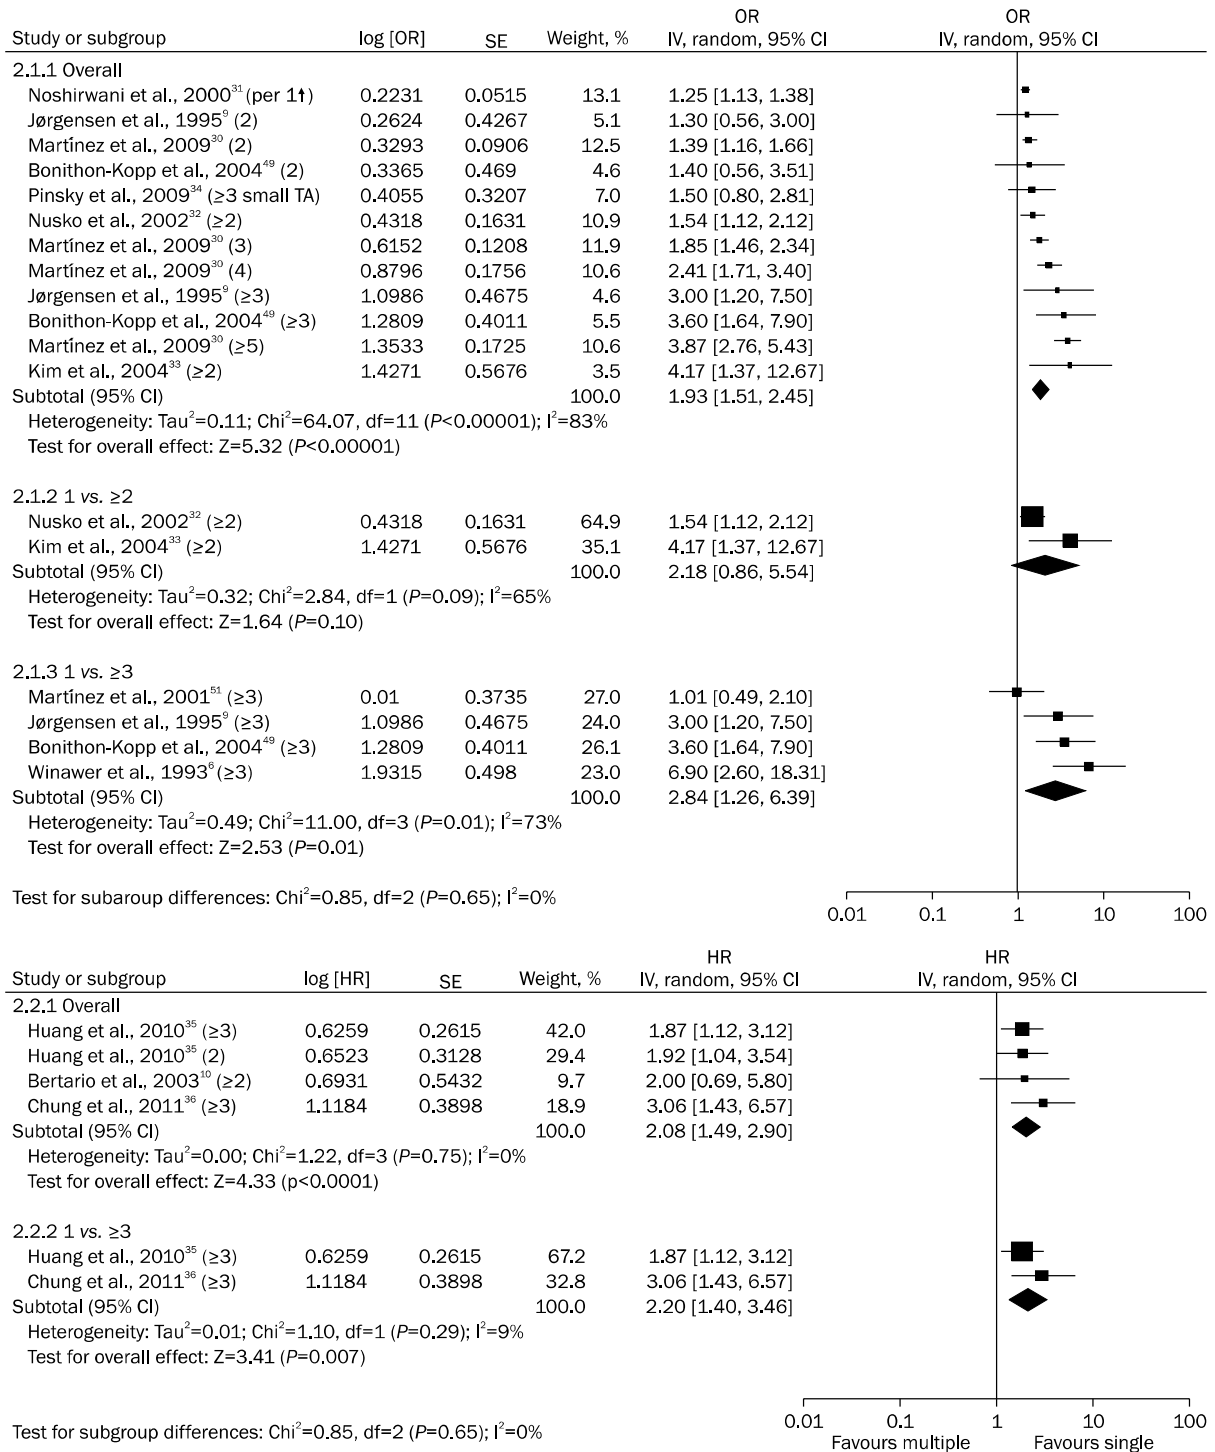 OR OR
Study or subgroup log [OR] SE Weight, % IV, random, 95% CI IV, random, 95% CI
2.1.1 Overall
Noshirwani et al., 2000³¹ (per 1↑) 0.2231 0.0515 13.1 1.25 [1.13, 1.38]
Jørgensen et al., 1995⁹ (2) 0.2624 0.4267 5.1 1.30 [0.56, 3.00]
Martínez et al., 2009³⁰ (2) 0.3293 0.0906 12.5 1.39 [1.16, 1.66]
Bonithon-Kopp et al., 2004⁴⁹ (2) 0.3365 0.469 4.6 1.40 [0.56, 3.51]
Pinsky et al., 2009³⁴ (≥3 small TA) 0.4055 0.3207 7.0 1.50 [0.80, 2.81]
Nusko et al., 2002³² (≥2) 0.4318 0.1631 10.9 1.54 [1.12, 2.12]
Martínez et al., 2009³⁰ (3) 0.6152 0.1208 11.9 1.85 [1.46, 2.34]
Martínez et al., 2009³⁰ (4) 0.8796 0.1756 10.6 2.41 [1.71, 3.40]
Jørgensen et al., 1995⁹ (≥3) 1.0986 0.4675 4.6 3.00 [1.20, 7.50]
Bonithon-Kopp et al., 2004⁴⁹ (≥3) 1.2809 0.4011 5.5 3.60 [1.64, 7.90]
Martínez et al., 2009³⁰ (≥5) 1.3533 0.1725 10.6 3.87 [2.76, 5.43]
Kim et al., 2004³³ (≥2) 1.4271 0.5676 3.5 4.17 [1.37, 12.67]
Subtotal (95% CI) 100.0 1.93 [1.51, 2.45]
Heterogeneity: Tau²=0.11; Chi²=64.07, df=11 (P<0.00001); I²=83%
Test for overall effect: Z=5.32 (P<0.00001)
2.1.2 1 vs. ≥2
Nusko et al., 2002³² (≥2) 0.4318 0.1631 64.9 1.54 [1.12, 2.12]
Kim et al., 2004³³ (≥2) 1.4271 0.5676 35.1 4.17 [1.37, 12.67]
Subtotal (95% CI) 100.0 2.18 [0.86, 5.54]
Heterogeneity: Tau²=0.32; Chi²=2.84, df=1 (P=0.09); I²=65%
Test for overall effect: Z=1.64 (P=0.10)
2.1.3 1 vs. ≥3
Martínez et al., 2001⁵¹ (≥3) 0.01 0.3735 27.0 1.01 [0.49, 2.10]
Jørgensen et al., 1995⁹ (≥3) 1.0986 0.4675 24.0 3.00 [1.20, 7.50]
Bonithon-Kopp et al., 2004⁴⁹ (≥3) 1.2809 0.4011 26.1 3.60 [1.64, 7.90]
Winawer et al., 1993⁶ (≥3) 1.9315 0.498 23.0 6.90 [2.60, 18.31]
Subtotal (95% CI) 100.0 2.84 [1.26, 6.39]
Heterogeneity: Tau²=0.49; Chi²=11.00, df=3 (P=0.01); I²=73%
Test for overall effect: Z=2.53 (P=0.01)
Test for subaroup differences: Chi²=0.85, df=2 (P=0.65); I²=0%
0.01 0.1 1 10 100
HR HR
Study or subgroup log [HR] SE Weight, % IV, random, 95% CI IV, random, 95% CI
2.2.1 Overall
Huang et al., 2010³⁵ (≥3) 0.6259 0.2615 42.0 1.87 [1.12, 3.12]
Huang et al., 2010³⁵ (2) 0.6523 0.3128 29.4 1.92 [1.04, 3.54]
Bertario et al., 2003¹⁰ (≥2) 0.6931 0.5432 9.7 2.00 [0.69, 5.80]
Chung et al., 2011³⁶ (≥3) 1.1184 0.3898 18.9 3.06 [1.43, 6.57]
Subtotal (95% CI) 100.0 2.08 [1.49, 2.90]
Heterogeneity: Tau²=0.00; Chi²=1.22, df=3 (P=0.75); I²=0%
Test for overall effect: Z=4.33 (p<0.0001)
2.2.2 1 vs. ≥3
Huang et al., 2010³⁵ (≥3) 0.6259 0.2615 67.2 1.87 [1.12, 3.12]
Chung et al., 2011³⁶ (≥3) 1.1184 0.3898 32.8 3.06 [1.43, 6.57]
Subtotal (95% CI) 100.0 2.20 [1.40, 3.46]
Heterogeneity: Tau²=0.01; Chi²=1.10, df=1 (P=0.29); I²=9%
Test for overall effect: Z=3.41 (P=0.007)
0.01 0.1 1 10 100
Test for subgroup differences: Chi²=0.85, df=2 (P=0.65); I²=0% Favours multiple Favours single